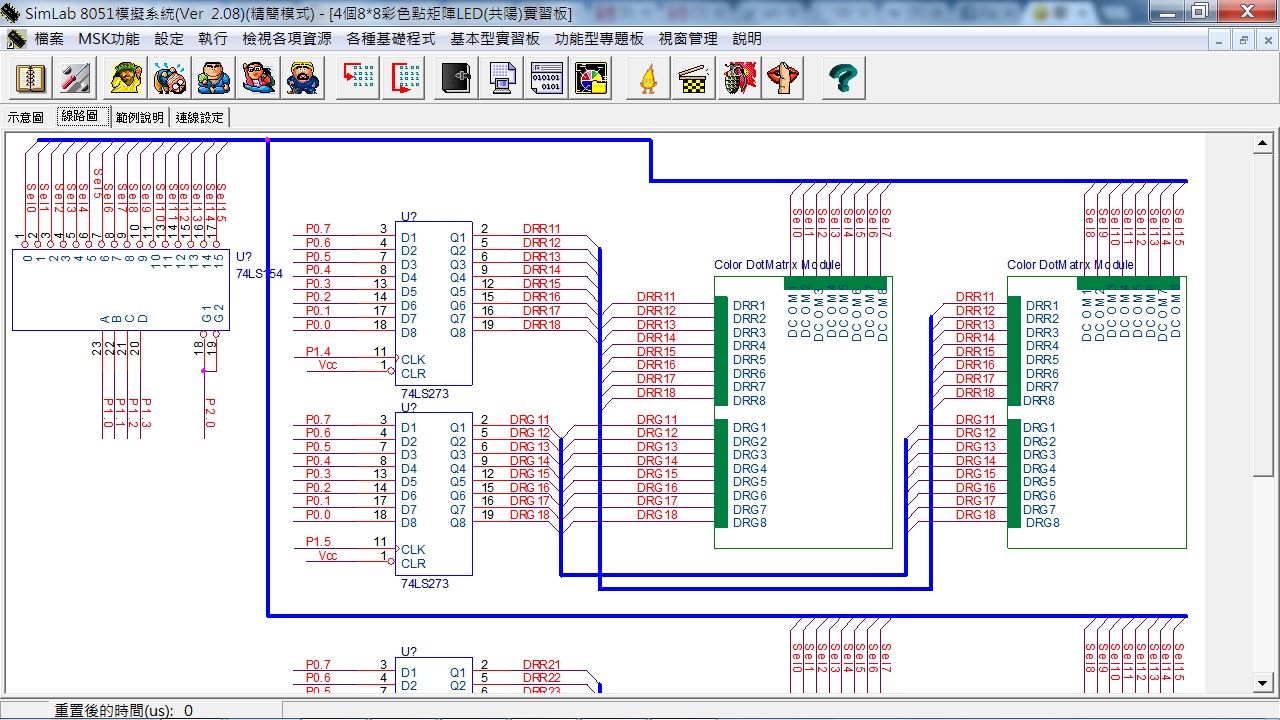 SimLab 8051模擬系統(Ver 2.08)(精簡模式) - [4個8*8彩色點矩陣LED(共陽)實習板]
檔案 MSK功能 設定 執行 檢視各項資源 各種基礎程式 基本型實習板 功能型專題板 視窗管理 說明
示意圖 線路圖 範例說明 連線設定
Sel0 Sel1 Sel2 Sel3 Sel4 Sel5 Sel6 Sel7 Sel8 Sel9 Sel10 Sel11 Sel12 Sel13 Sel14 Sel15
1 2 3 4 5 6 7 8 9 10 11 13 14 15 16 17
0 1 2 3 4 5 6 7 8 9 10 11 12 13 14 15
U?
74LS154
A B C D G1 G2
23 22 21 20 18 19
P1.0 P1.1 P1.2 P1.3 P2.0
U?
P0.7 3 D1 Q1 2 DRR11
P0.6 4 D2 Q2 5 DRR12
P0.5 7 D3 Q3 6 DRR13
P0.4 8 D4 Q4 9 DRR14
P0.3 13 D5 Q5 12 DRR15
P0.2 14 D6 Q6 15 DRR16
P0.1 17 D7 Q7 16 DRR17
P0.0 18 D8 Q8 19 DRR18
P1.4 11 CLK
Vcc 1 CLR
74LS273
U?
P0.7 3 D1 Q1 2 DRG11
P0.6 4 D2 Q2 5 DRG12
P0.5 7 D3 Q3 6 DRG13
P0.4 8 D4 Q4 9 DRG14
P0.3 13 D5 Q5 12 DRG15
P0.2 14 D6 Q6 15 DRG16
P0.1 17 D7 Q7 16 DRG17
P0.0 18 D8 Q8 19 DRG18
P1.5 11 CLK
Vcc 1 CLR
74LS273
Sel0 Sel1 Sel2 Sel3 Sel4 Sel5 Sel6 Sel7
Color DotMatrix Module
DCOM1 DCOM2 DCOM3 DCOM4 DCOM5 DCOM6 DCOM7 DCOM8
DRR11 DRR1
DRR12 DRR2
DRR13 DRR3
DRR14 DRR4
DRR15 DRR5
DRR16 DRR6
DRR17 DRR7
DRR18 DRR8
DRG11 DRG1
DRG12 DRG2
DRG13 DRG3
DRG14 DRG4
DRG15 DRG5
DRG16 DRG6
DRG17 DRG7
DRG18 DRG8
Sel8 Sel9 Sel10 Sel11 Sel12 Sel13 Sel14 Sel15
Color DotMatrix Module
DCOM1 DCOM2 DCOM3 DCOM4 DCOM5 DCOM6 DCOM7 DCOM8
DRR11 DRR1
DRR12 DRR2
DRR13 DRR3
DRR14 DRR4
DRR15 DRR5
DRR16 DRR6
DRR17 DRR7
DRR18 DRR8
DRG11 DRG1
DRG12 DRG2
DRG13 DRG3
DRG14 DRG4
DRG15 DRG5
DRG16 DRG6
DRG17 DRG7
DRG18 DRG8
U?
P0.7 3 D1 Q1 2 DRR21
P0.6 4 D2 Q2 5 DRR22
P0.5 7 6 DRR23
Sel0 Sel1 Sel2 Sel3 Sel4 Sel5 Sel6 Sel7
Sel8 Sel9 Sel10 Sel11 Sel12 Sel13 Sel14 Sel15
重置後的時間(us): 0